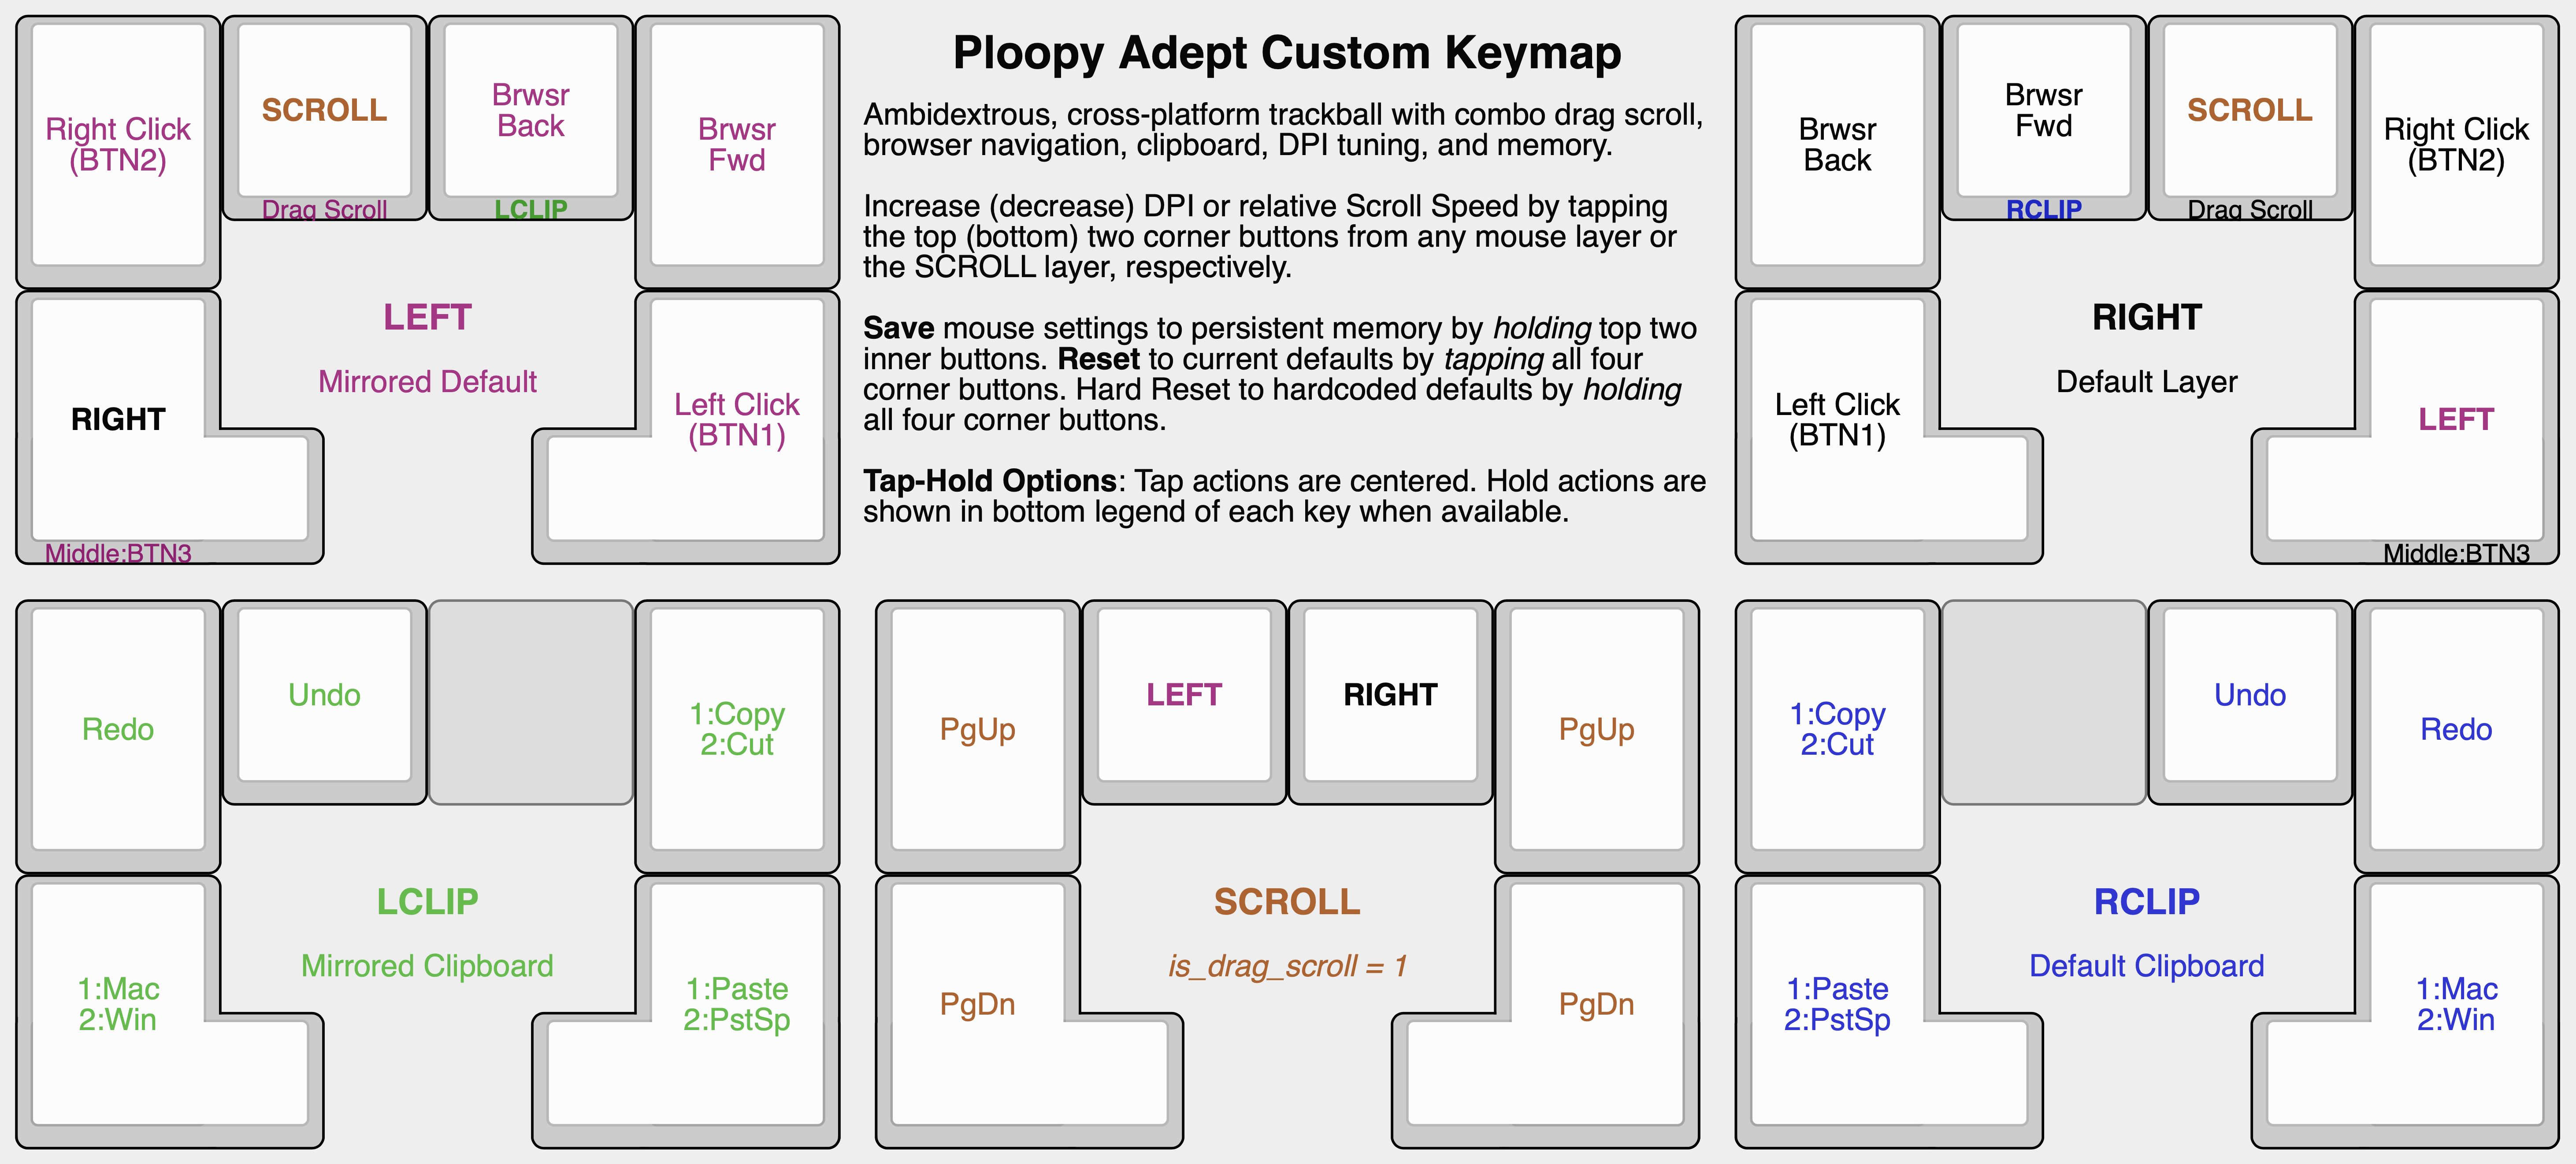 Ploopy Adept Custom Keymap
Ambidextrous, cross-platform trackball with combo drag scroll,
browser navigation, clipboard, DPI tuning, and memory.
Increase (decrease) DPI or relative Scroll Speed by tapping
the top (bottom) two corner buttons from any mouse layer or
the SCROLL layer, respectively.
Save mouse settings to persistent memory by holding top two
inner buttons. Reset to current defaults by tapping all four
corner buttons. Hard Reset to hardcoded defaults by holding
all four corner buttons.
Tap-Hold Options: Tap actions are centered. Hold actions are
shown in bottom legend of each key when available.
Right Click
(BTN2)
SCROLL
Drag Scroll
Brwsr
Back
LCLIP
Brwsr
Fwd
LEFT
Mirrored Default
RIGHT
Middle:BTN3
Left Click
(BTN1)
Brwsr
Back
Brwsr
Fwd
RCLIP
SCROLL
Drag Scroll
Right Click
(BTN2)
RIGHT
Default Layer
Left Click
(BTN1)
LEFT
Middle:BTN3
Redo
Undo
1:Copy
2:Cut
LCLIP
Mirrored Clipboard
1:Mac
2:Win
1:Paste
2:PstSp
PgUp
LEFT
RIGHT
PgUp
SCROLL
is_drag_scroll = 1
PgDn
PgDn
1:Copy
2:Cut
Undo
Redo
RCLIP
Default Clipboard
1:Paste
2:PstSp
1:Mac
2:Win